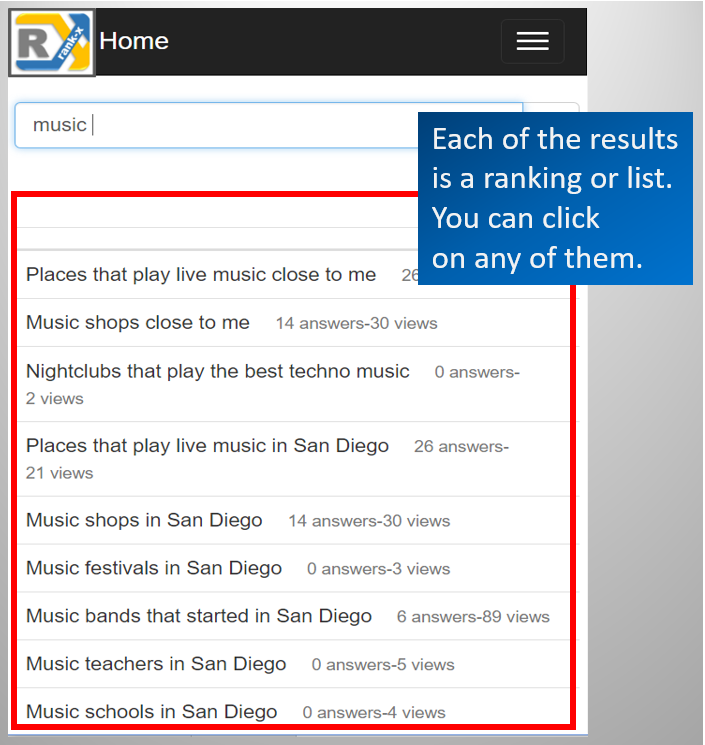 RX
rank-x
Home
music
Each of the results
is a ranking or list.
You can click
on any of them.
Places that play live music close to me 26
Music shops close to me 14 answers-30 views
Nightclubs that play the best techno music 0 answers-
2 views
Places that play live music in San Diego 26 answers-
21 views
Music shops in San Diego 14 answers-30 views
Music festivals in San Diego 0 answers-3 views
Music bands that started in San Diego 6 answers-89 views
Music teachers in San Diego 0 answers-5 views
Music schools in San Diego 0 answers-4 views